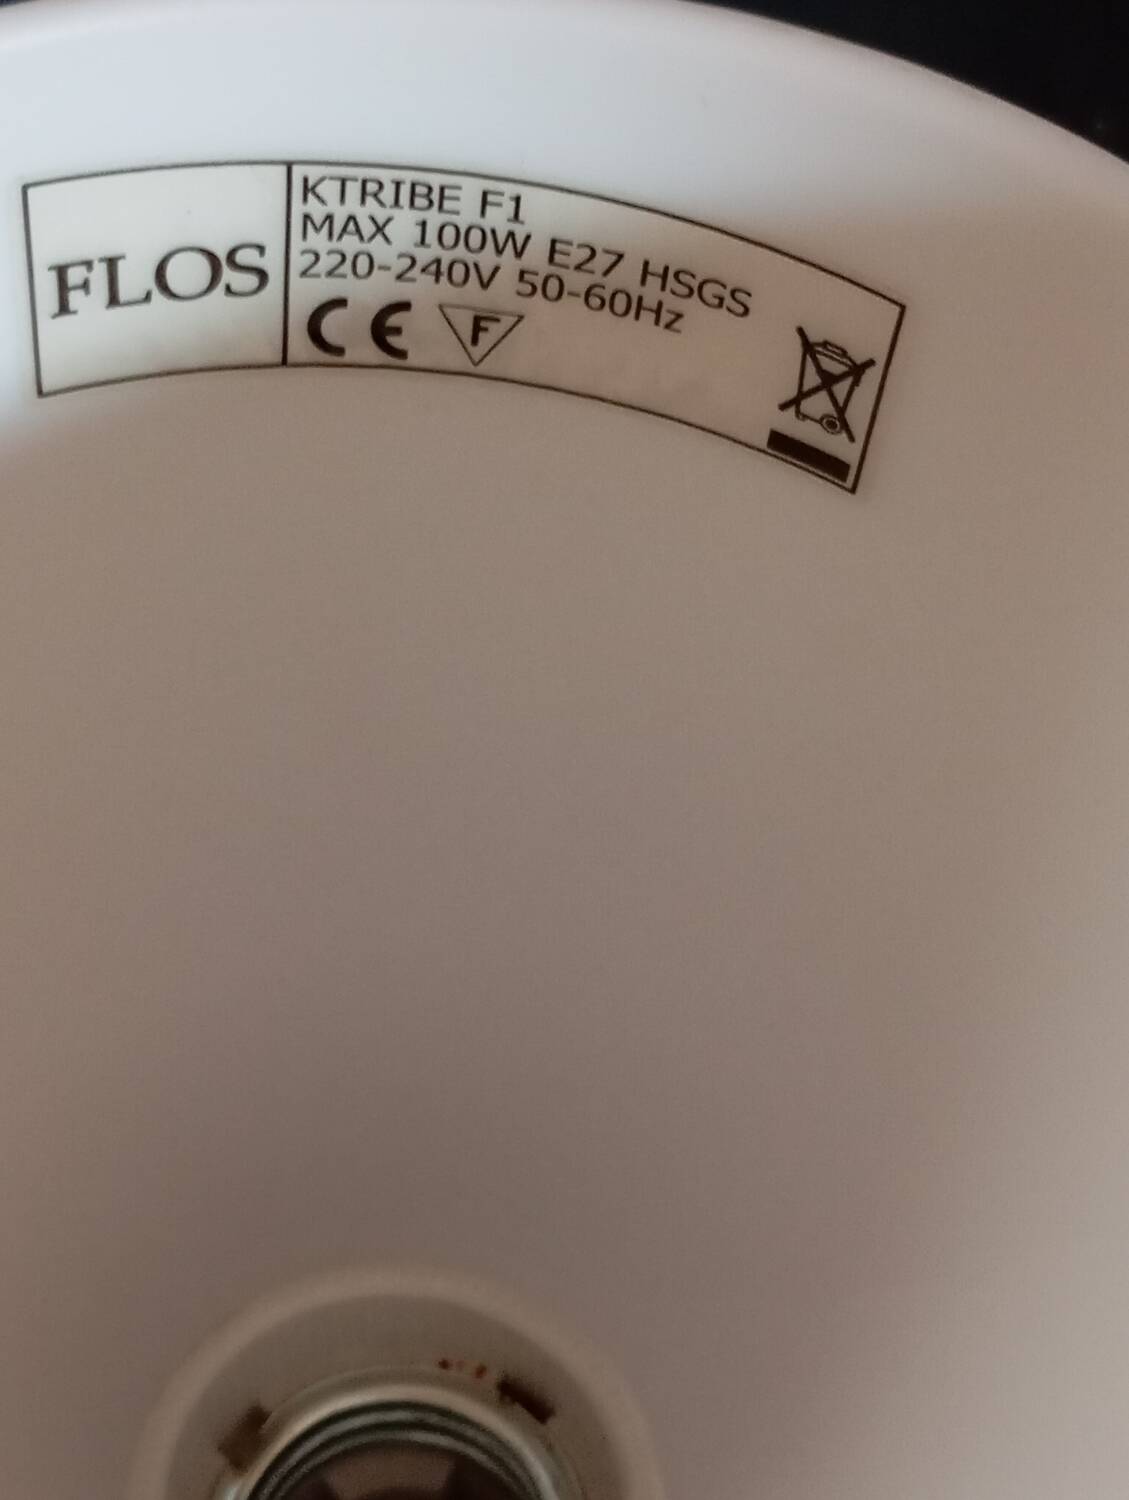 FLOS
KTRIBE F1
MAX 100W E27 HSGS
220-240V 50-60Hz
CE F